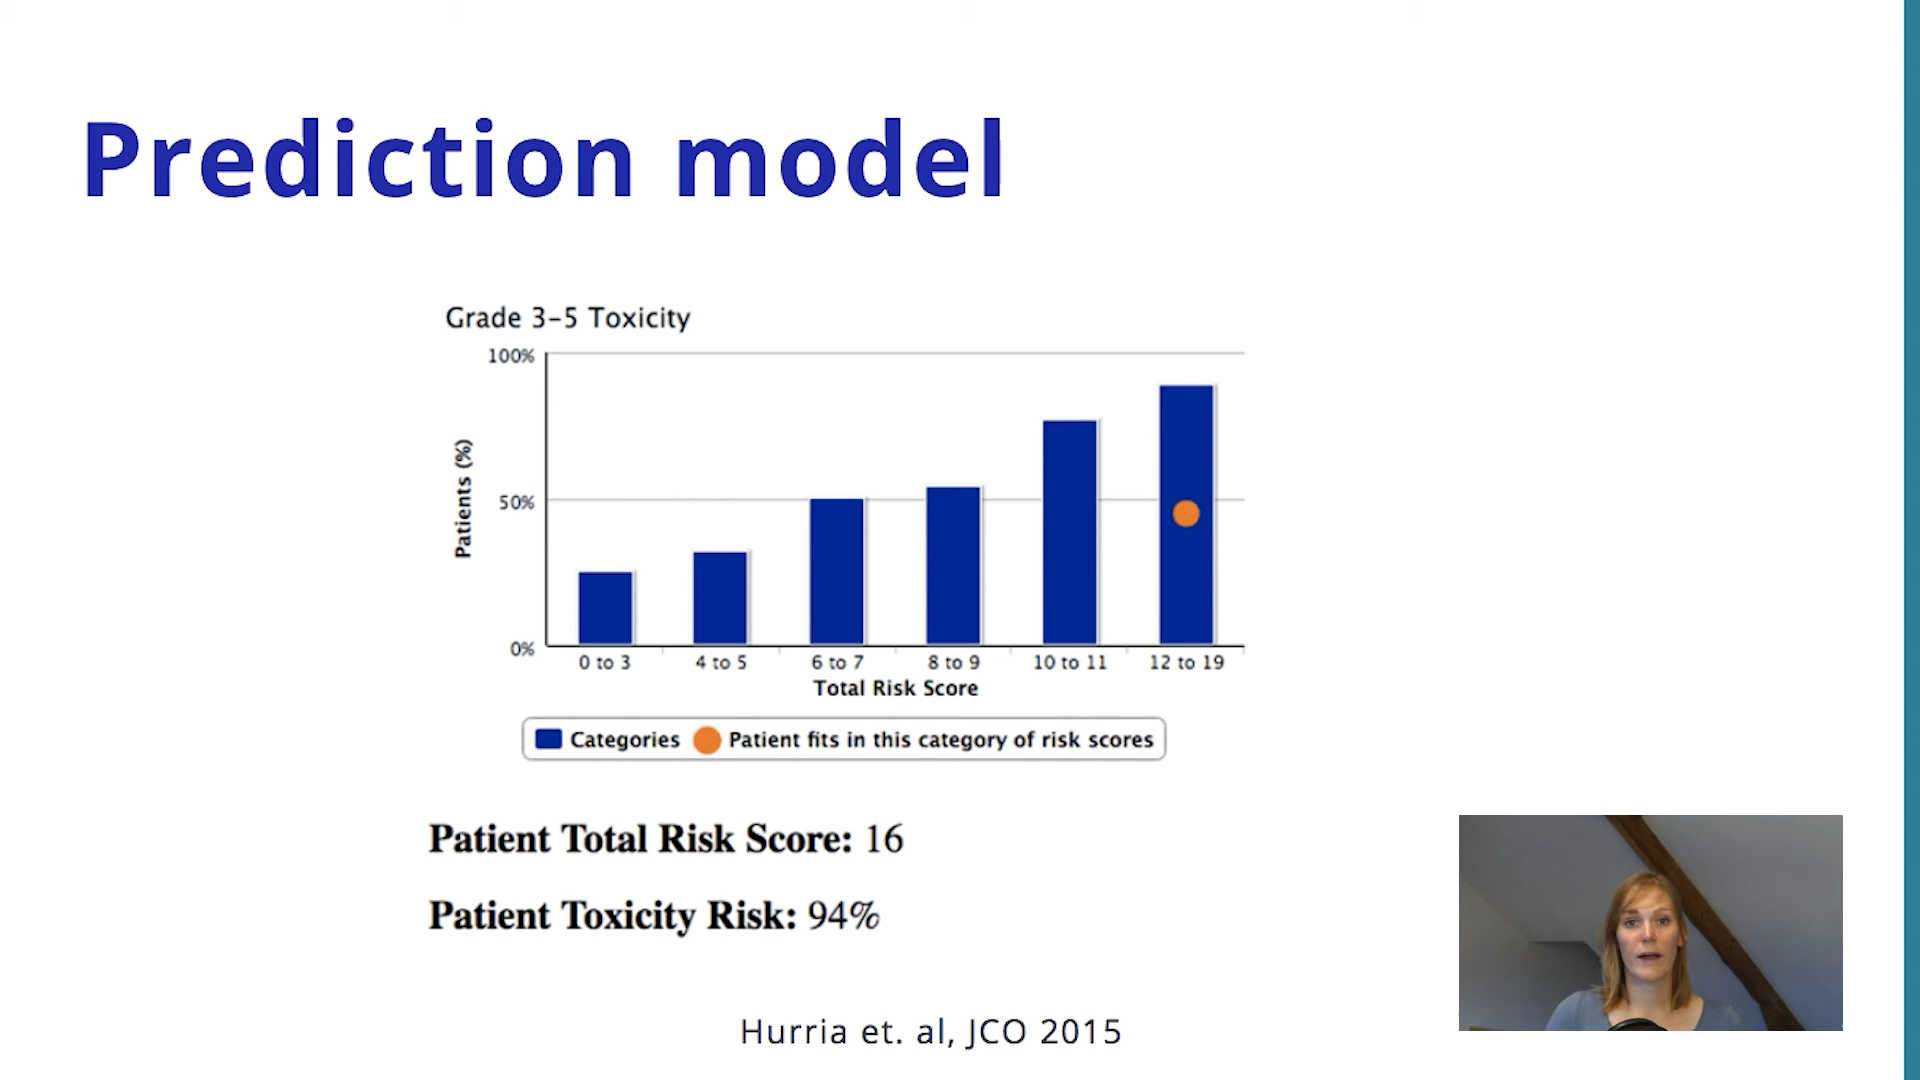 Prediction model
Grade 3-5 Toxicity
100%
50%
0%
Patients (%)
0 to 3 4 to 5 6 to 7 8 to 9 10 to 11 12 to 19
Total Risk Score
Categories Patient fits in this category of risk scores
Patient Total Risk Score: 16
Patient Toxicity Risk: 94%
Hurria et. al, JCO 2015